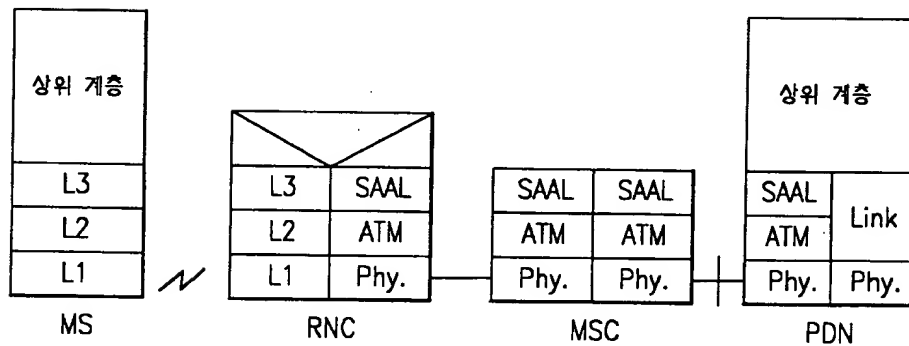 상위 계층
L3
L2
L1
MS
L3 SAAL
L2 ATM
L1 Phy.
RNC
SAAL SAAL
ATM ATM
Phy. Phy.
MSC
상위 계층
SAAL Link
ATM
Phy. Phy.
PDN